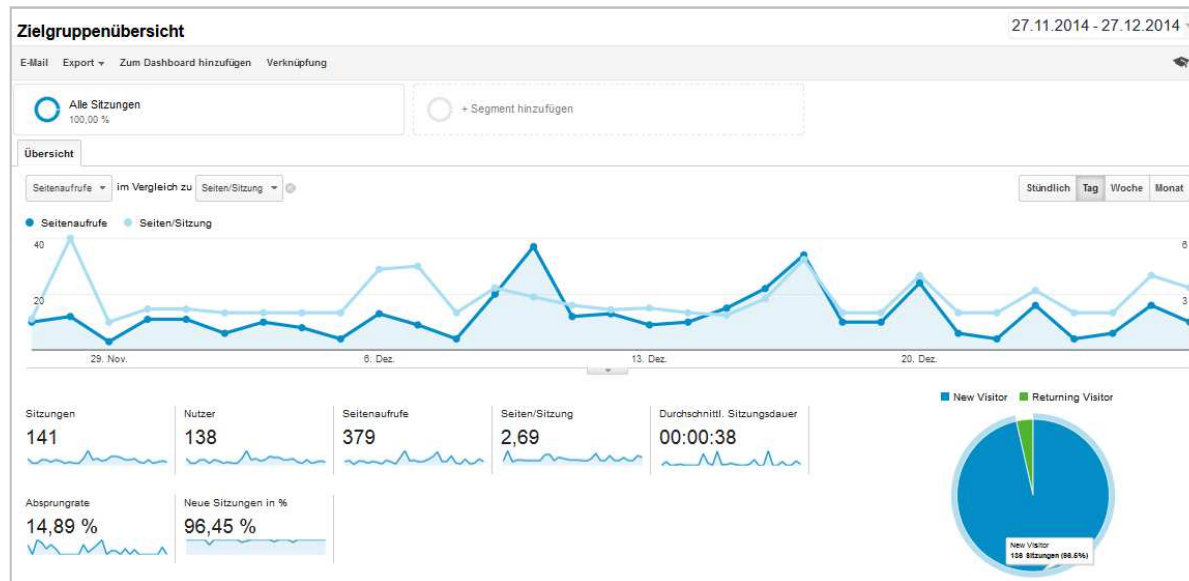 Zielgruppenübersicht
27.11.2014 - 27.12.2014
E-Mail Export Zum Dashboard hinzufügen Verknüpfung
Alle Sitzungen
100,00 %
+ Segment hinzufügen
Übersicht
Seitenaufrufe im Vergleich zu Seiten/Sitzung
Stündlich Tag Woche Monat
Seitenaufrufe Seiten/Sitzung
40 6
20 3
29. Nov. 6. Dez. 13. Dez. 20. Dez.
New Visitor Returning Visitor
Sitzungen Nutzer Seitenaufrufe Seiten/Sitzung Durchschnittl. Sitzungsdauer
141 138 379 2,69 00:00:38
Absprungrate Neue Sitzungen in %
14,89 % 96,45 %
New Visitor
136 Sitzungen (96.5%)